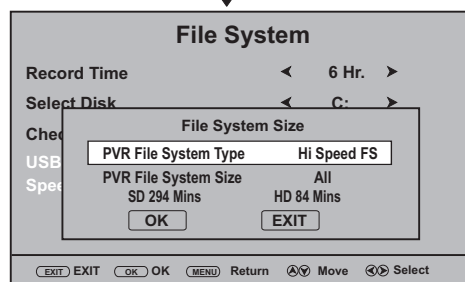 File System
Record Time 6 Hr.
Select Disk C:
File System Size
PVR File System Type Hi Speed FS
USB
PVR File System Size All
Spee
SD 294 Mins HD 84 Mins
OK EXIT
EXIT EXIT OK OK MENU Return Move Select